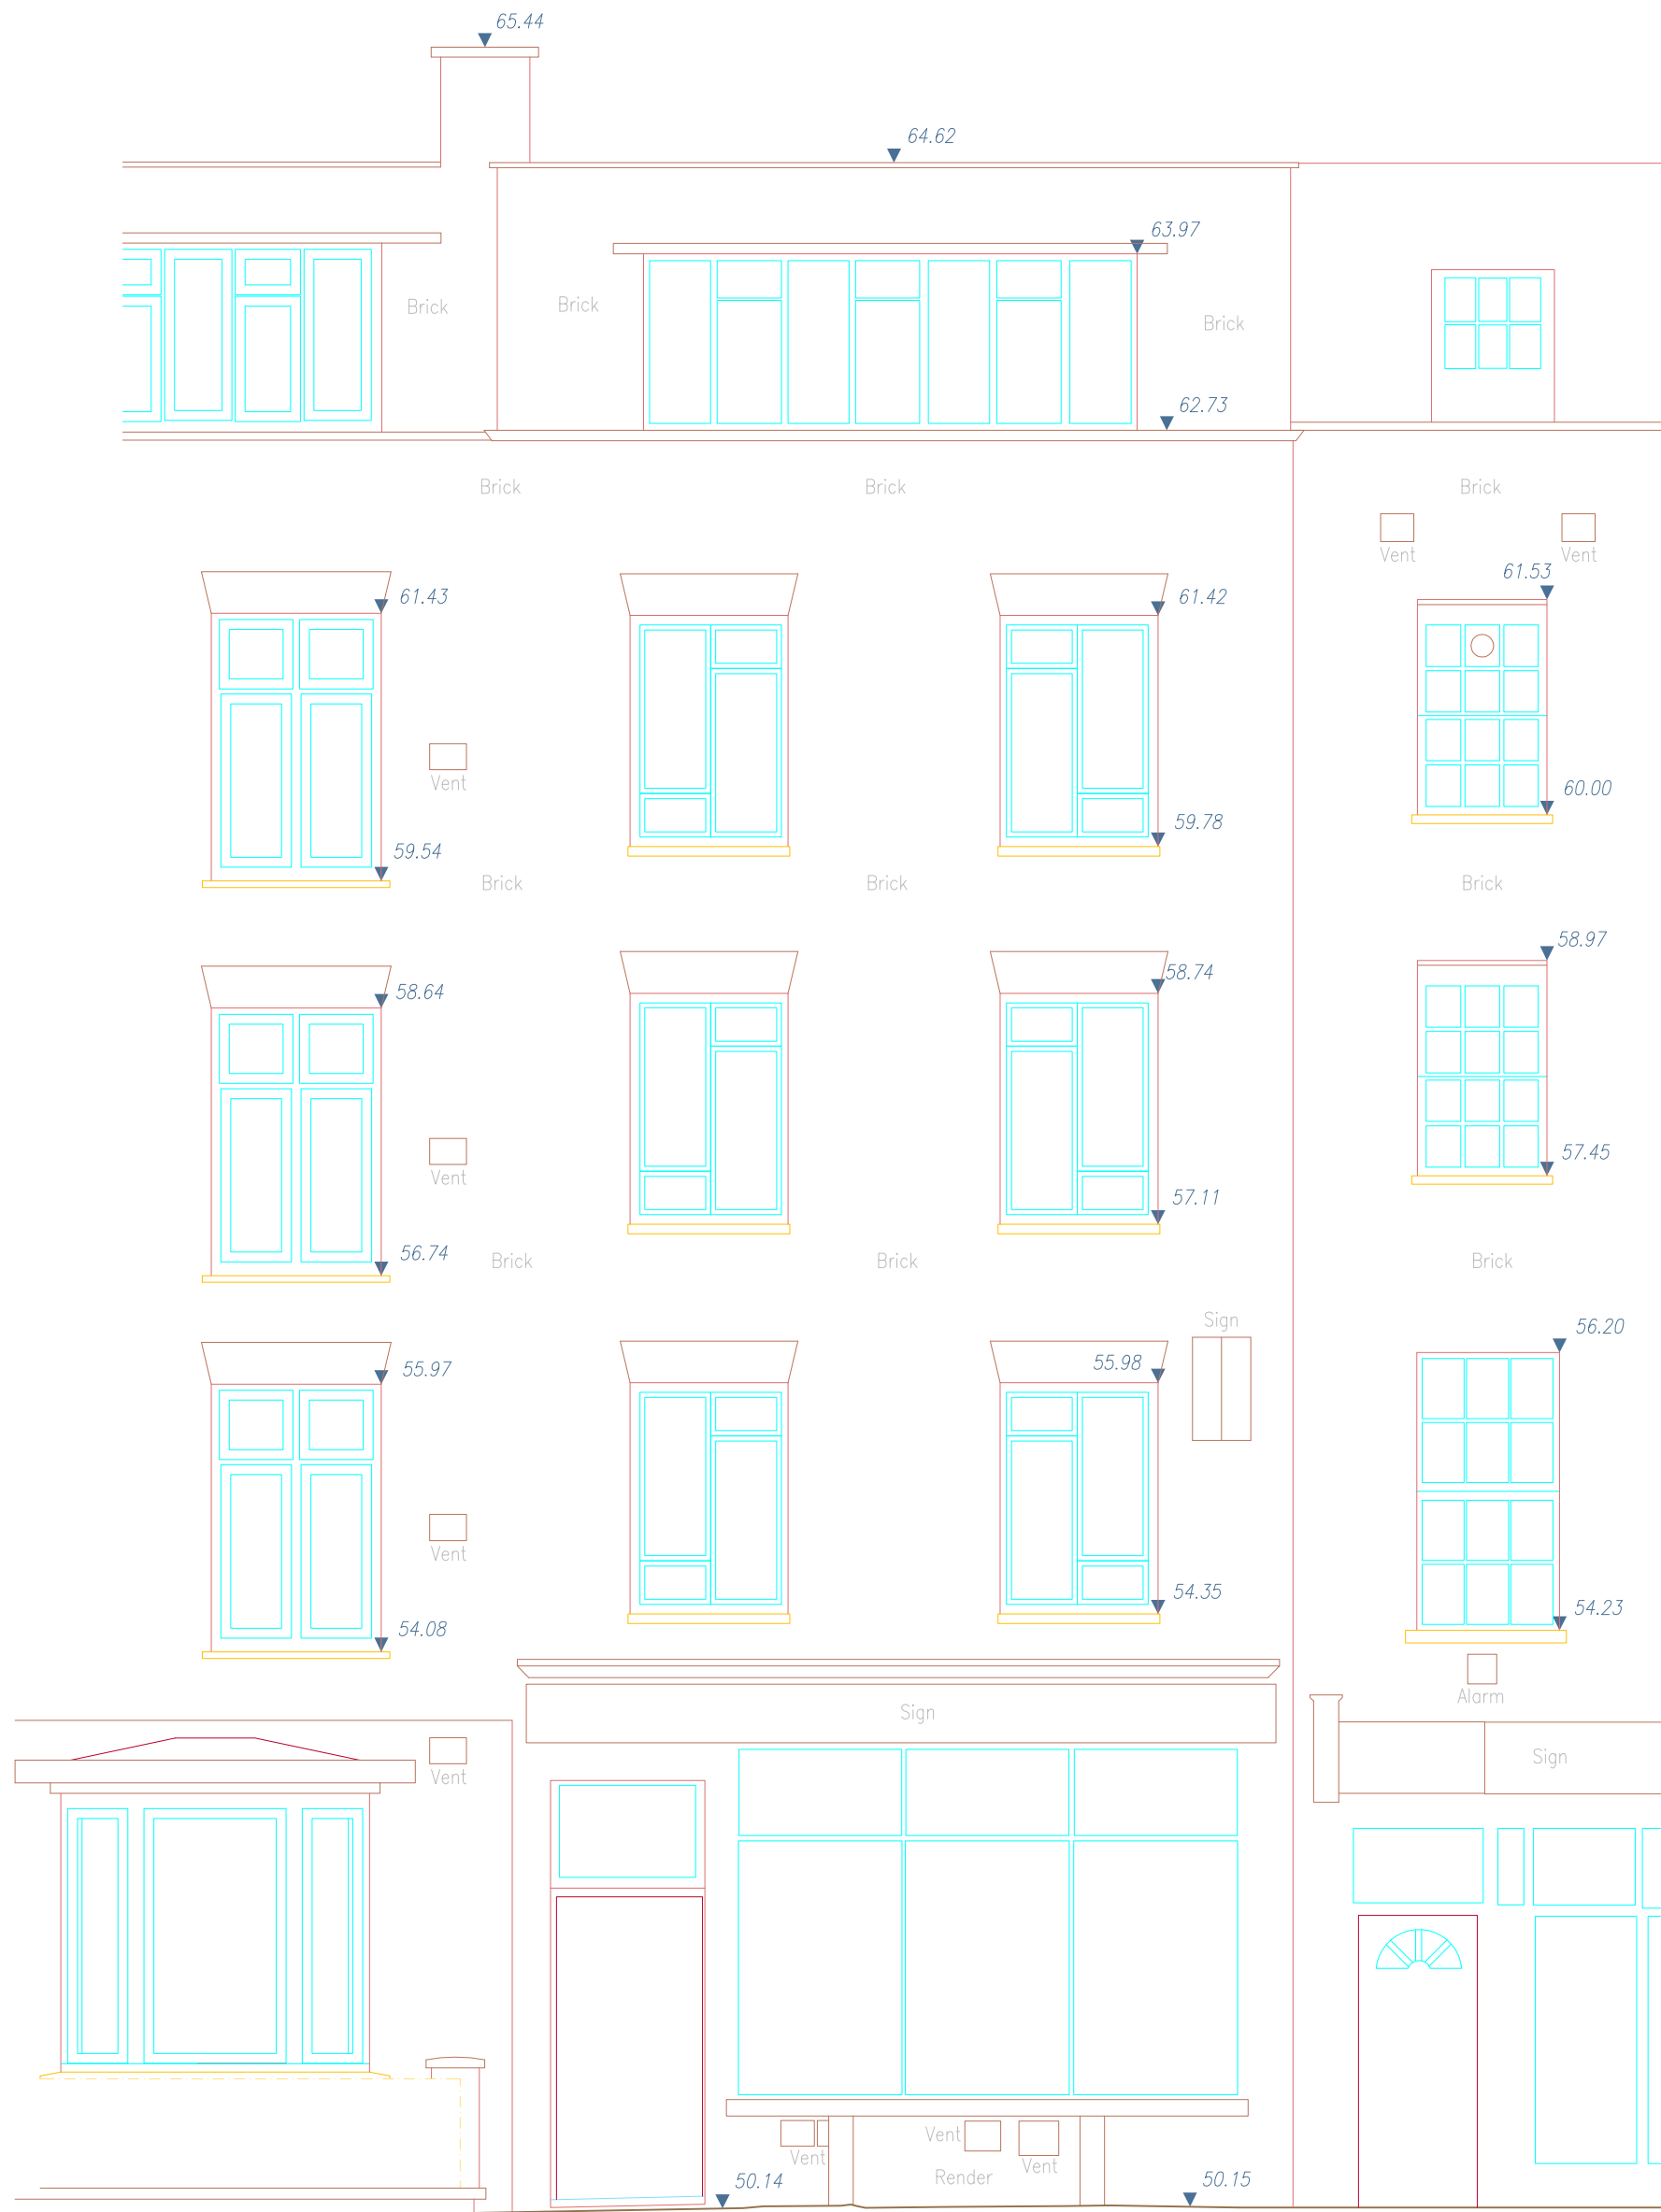 65.44
64.62
63.97
Brick
Brick
Brick
62.73
Brick
Brick
Brick
Vent
Vent
61.53
61.43
61.42
Vent
60.00
59.78
59.54
Brick
Brick
Brick
58.97
58.74
58.64
57.45
Vent
57.11
56.74
Brick
Brick
Brick
Sign
56.20
55.98
55.97
Vent
54.35
54.23
54.08
Alarm
Sign
Sign
Vent
Vent
Vent
Vent
Render
50.14
50.15